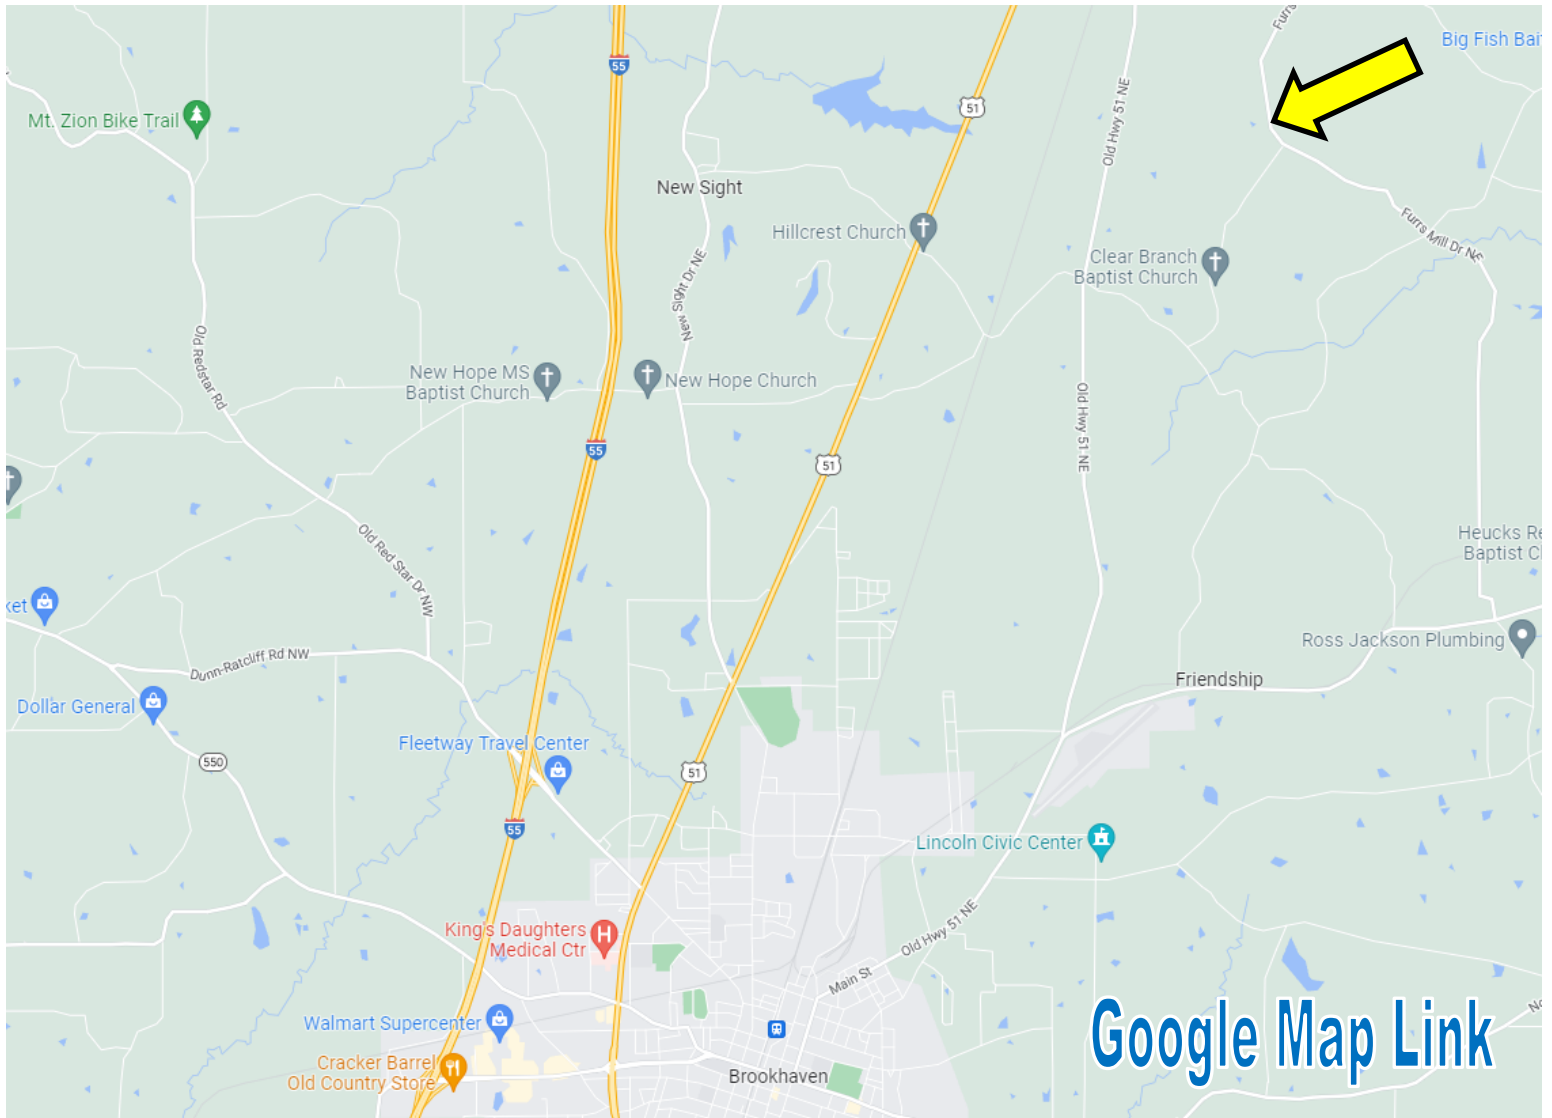 Furrs
Big Fish Bait
55
Mt. Zion Bike Trail
51
Old Hwy 51 NE
New Sight
Hillcrest Church
Furrs Mill Dr NE
Clear Branch
Baptist Church
New Sight Dr NE
Old Redstar Rd
New Hope MS
Baptist Church
New Hope Church
Old Hwy 51 NE
55
51
Old Red Star Dr NW
Heucks Re
Baptist C
ket
Ross Jackson Plumbing
Dunn-Ratcliff Rd NW
Friendship
Dollar General
Fleetway Travel Center
550
51
55
Lincoln Civic Center
King's Daughters
Medical Ctr
H
Old Hwy 51 NE
Main St
No
Walmart Supercenter
Google Map Link
Cracker Barrel
Old Country Store
Brookhaven